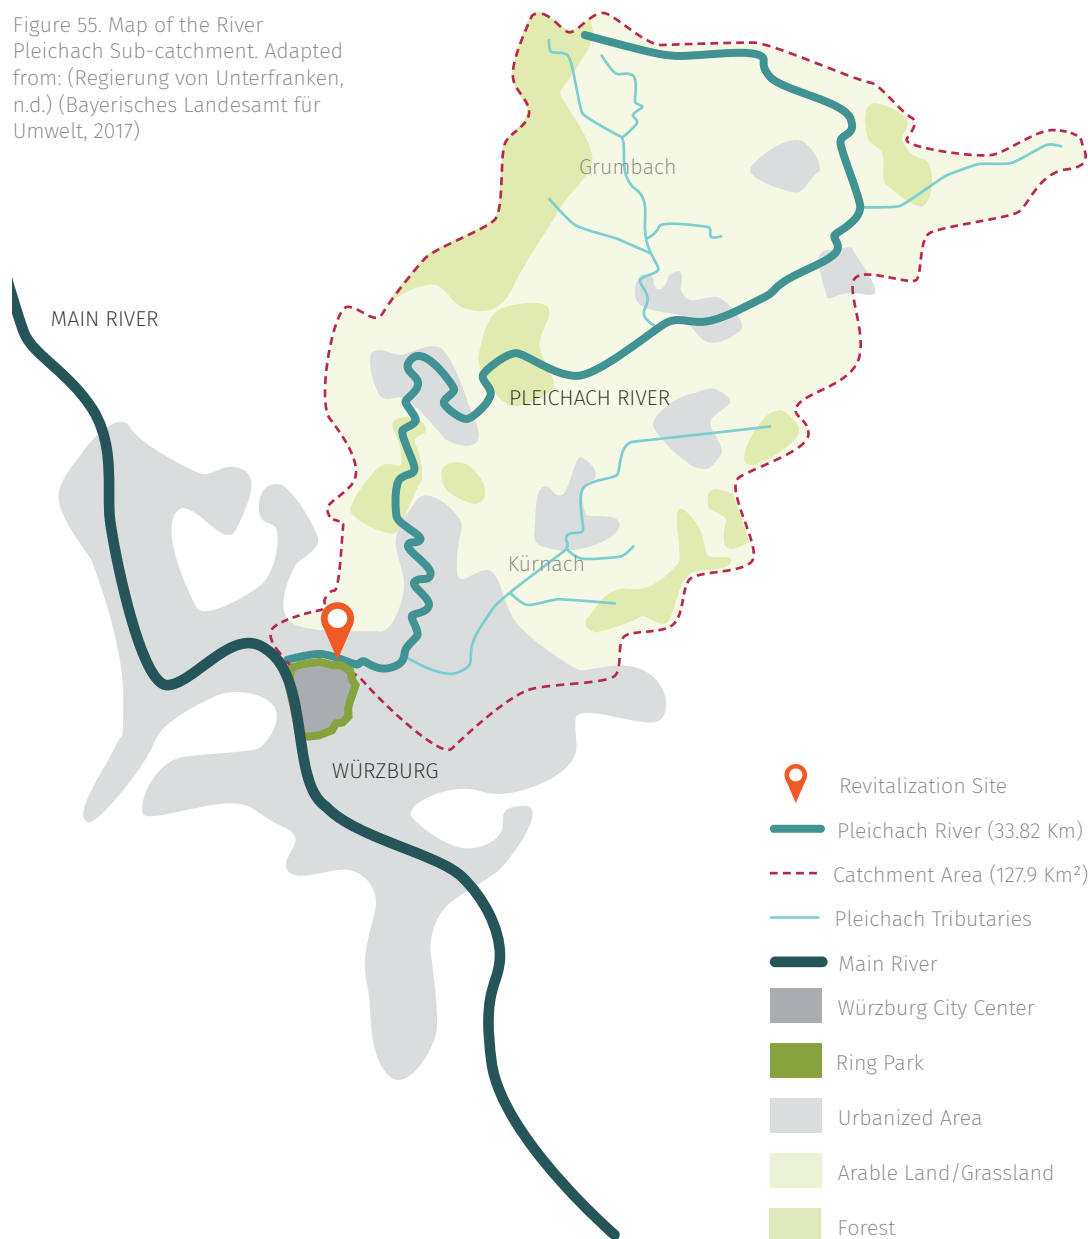 Figure 55. Map of the River
Pleichach Sub-catchment. Adapted
from: (Regierung von Unterfranken,
n.d.) (Bayerisches Landesamt für
Umwelt, 2017)
Grumbach
MAIN RIVER
PLEICHACH RIVER
Kürnach
WÜRZBURG
Revitalization Site
Pleichach River (33.82 Km)
Catchment Area (127.9 Km²)
Pleichach Tributaries
Main River
Würzburg City Center
Ring Park
Urbanized Area
Arable Land/Grassland
Forest